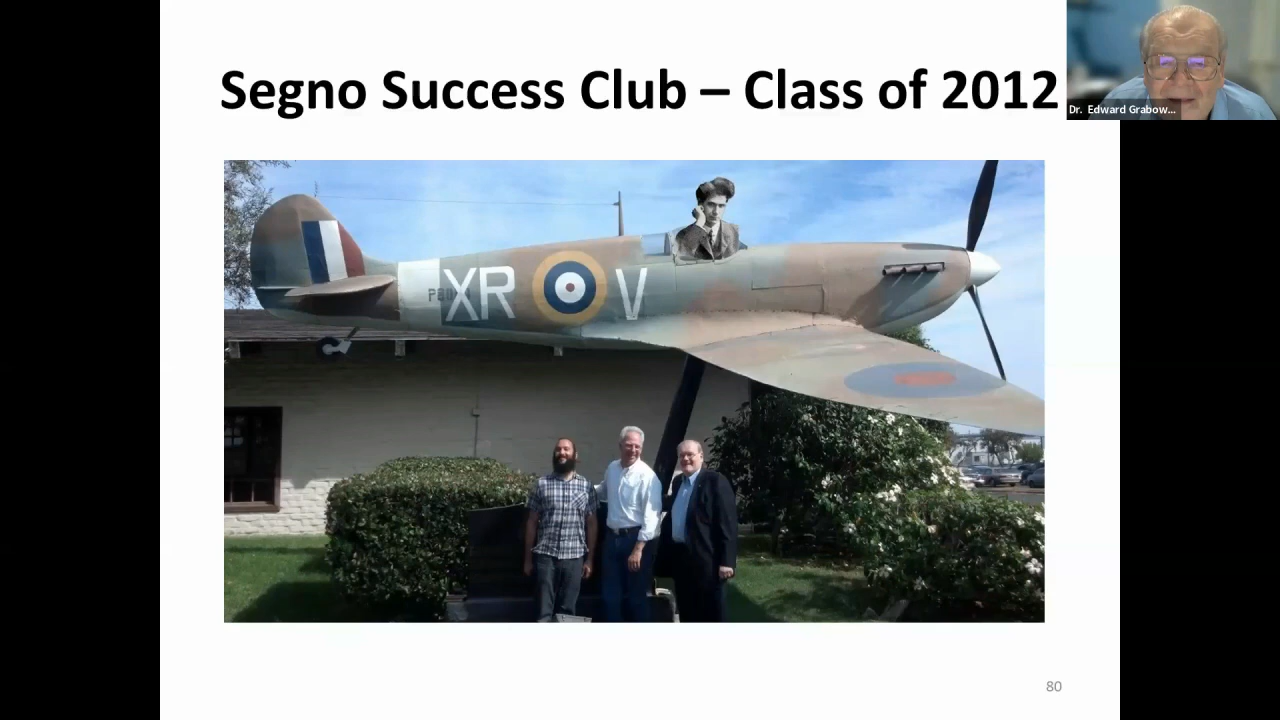 Segno Success Club – Class of 2012
Dr. Edward Grabow...
XR V
80